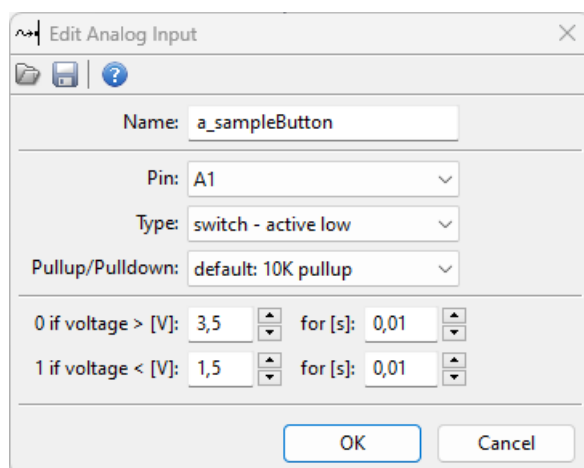 Edit Analog Input
?
Name: a_sampleButton
Pin: A1
Type: switch - active low
Pullup/Pulldown: default: 10K pullup
0 if voltage > [V]: 3,5 for [s]: 0,01
1 if voltage < [V]: 1,5 for [s]: 0,01
OK Cancel